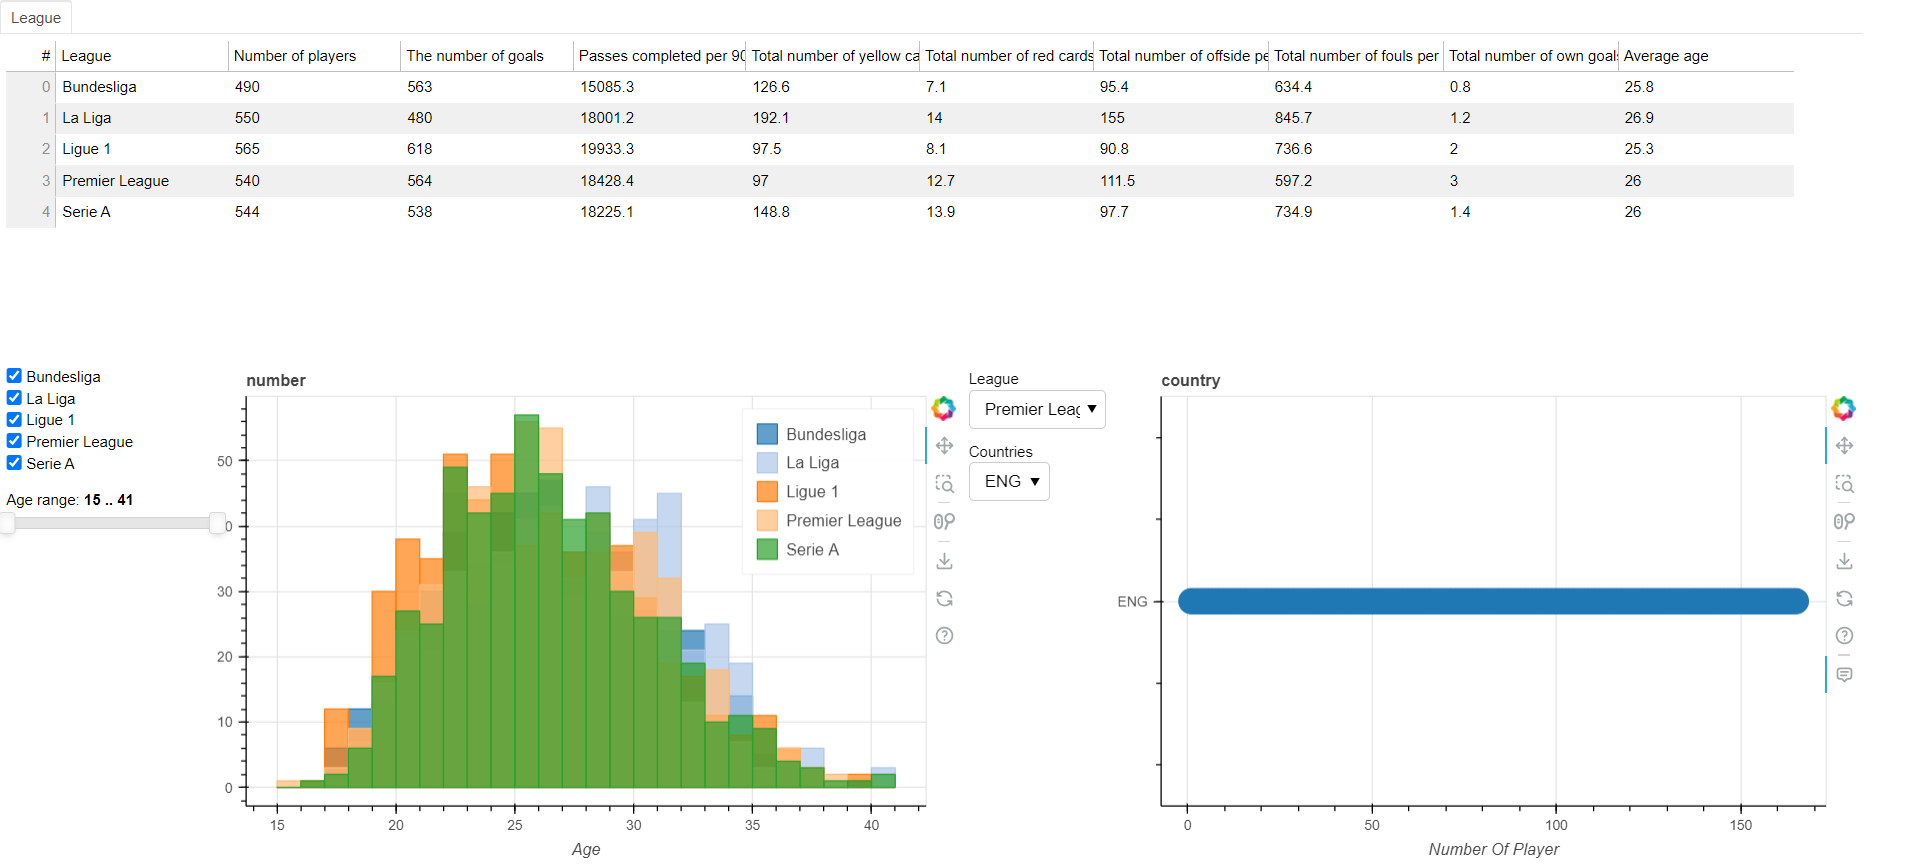 League
# League Number of players The number of goals Passes completed per 90 Total number of yellow ca Total number of red cards Total number of offside pe Total number of fouls per Total number of own goals Average age
0 Bundesliga 490 563 15085.3 126.6 7.1 95.4 634.4 0.8 25.8
1 La Liga 550 480 18001.2 192.1 14 155 845.7 1.2 26.9
2 Ligue 1 565 618 19933.3 97.5 8.1 90.8 736.6 2 25.3
3 Premier League 540 564 18428.4 97 12.7 111.5 597.2 3 26
4 Serie A 544 538 18225.1 148.8 13.9 97.7 734.9 1.4 26
Bundesliga
La Liga
Ligue 1
Premier League
Serie A
Age range: 15 .. 41
number
50
30
20
10
0
15 20 25 30 35 40
Age
Bundesliga
La Liga
Ligue 1
Premier League
Serie A
League
Premier Leag
Countries
ENG
country
ENG
0 50 100 150
Number Of Player